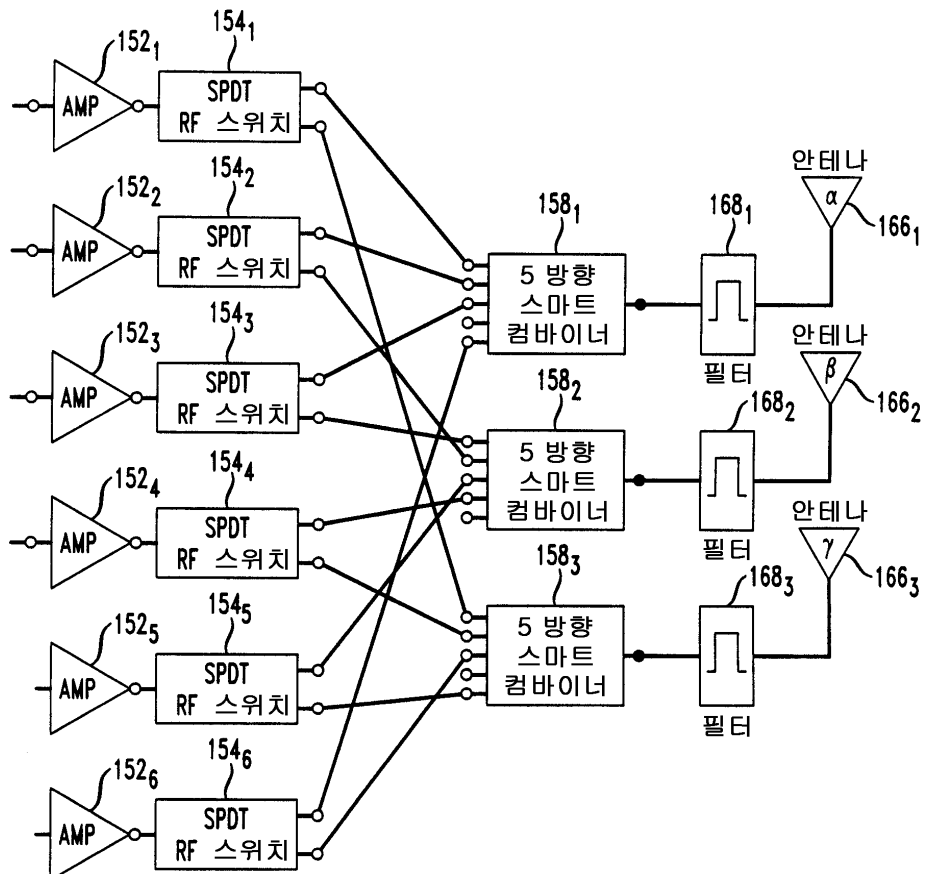 152₁
AMP
154₁
SPDT
RF 스위치
152₂
AMP
154₂
SPDT
RF 스위치
152₃
AMP
154₃
SPDT
RF 스위치
152₄
AMP
154₄
SPDT
RF 스위치
152₅
AMP
154₅
SPDT
RF 스위치
152₆
AMP
154₆
SPDT
RF 스위치
158₁
5 방향
스마트
컴바이너
168₁
필터
안테나
α
166₁
158₂
5 방향
스마트
컴바이너
168₂
필터
안테나
β
166₂
158₃
5 방향
스마트
컴바이너
168₃
필터
안테나
γ
166₃